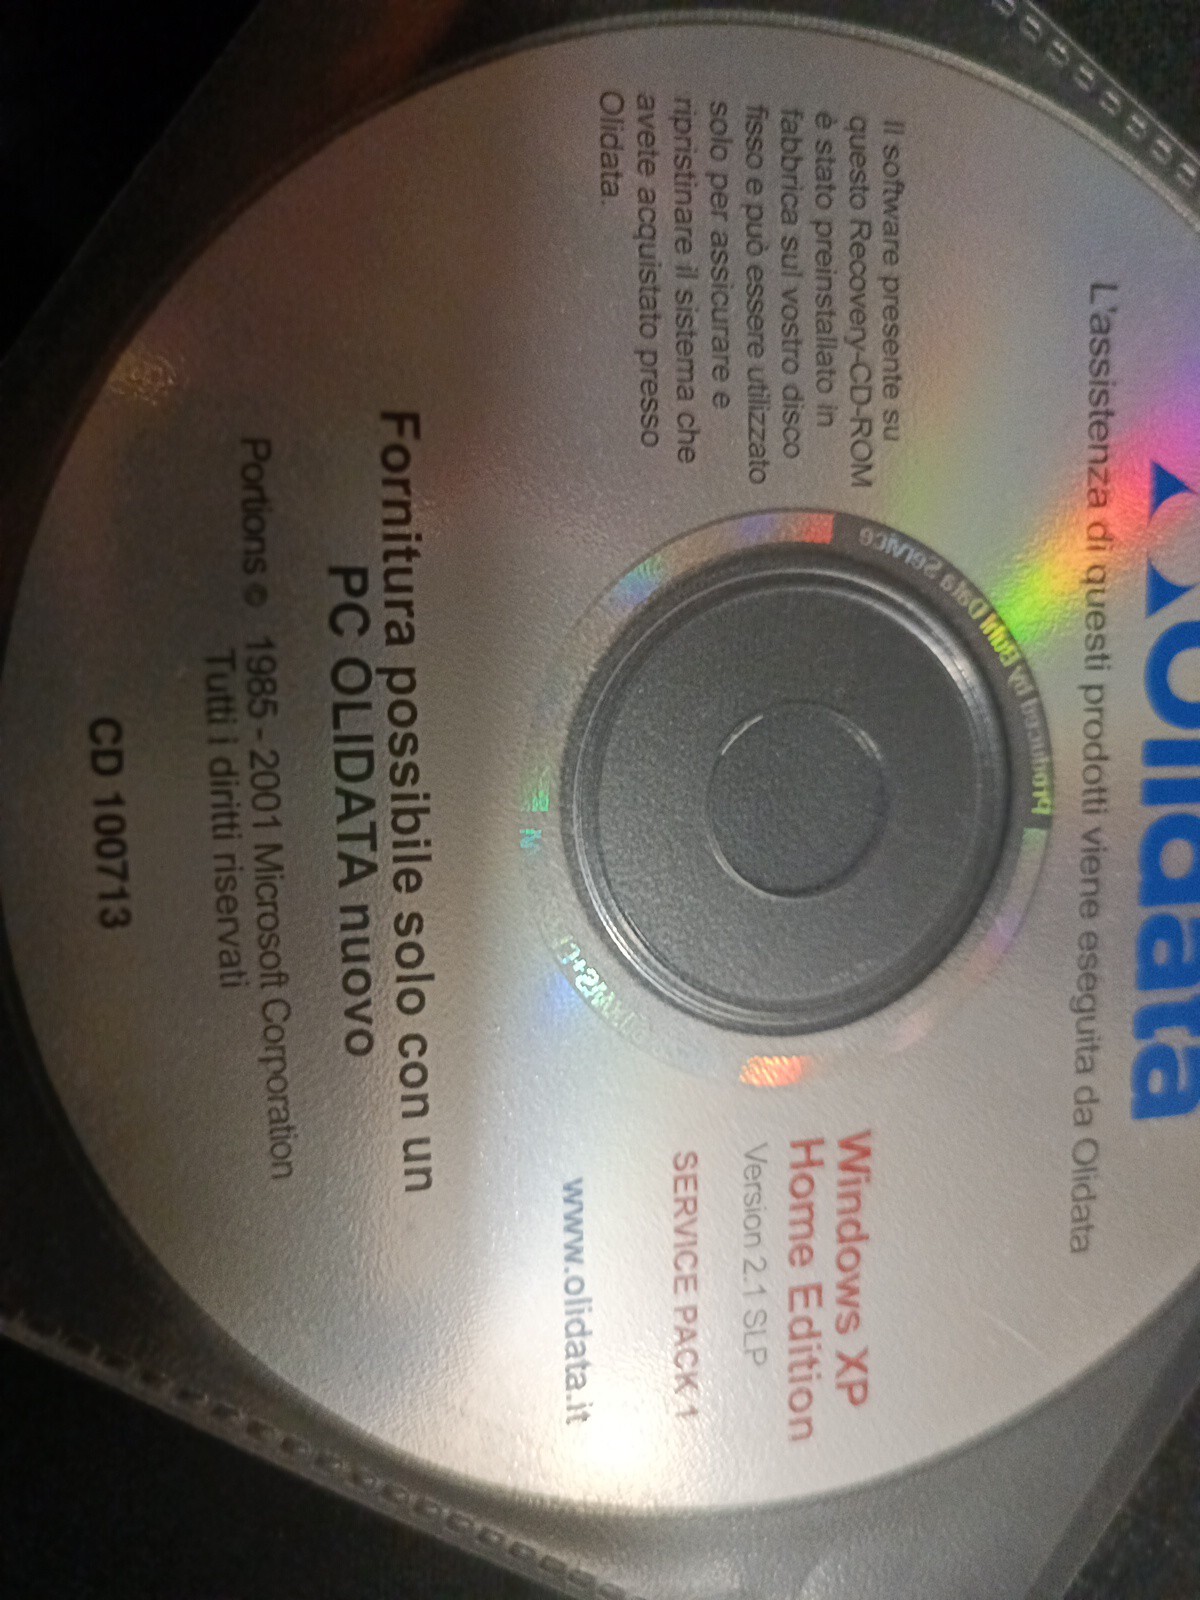 Olidata
L'assistenza di questi prodotti viene eseguita da Olidata
Il software presente su
questo Recovery-CD-ROM
è stato preinstallato in
fabbrica sul vostro disco
fisso e può essere utilizzato
solo per assicurare e
ripristinare il sistema che
avete acquistato presso
Olidata.
Windows XP
Home Edition
Version 2.1 SLP
SERVICE PACK 1
www.olidata.it
Fornitura possibile solo con un
PC OLIDATA nuovo
Portions © 1985 - 2001 Microsoft Corporation
Tutti i diritti riservati
CD 100713